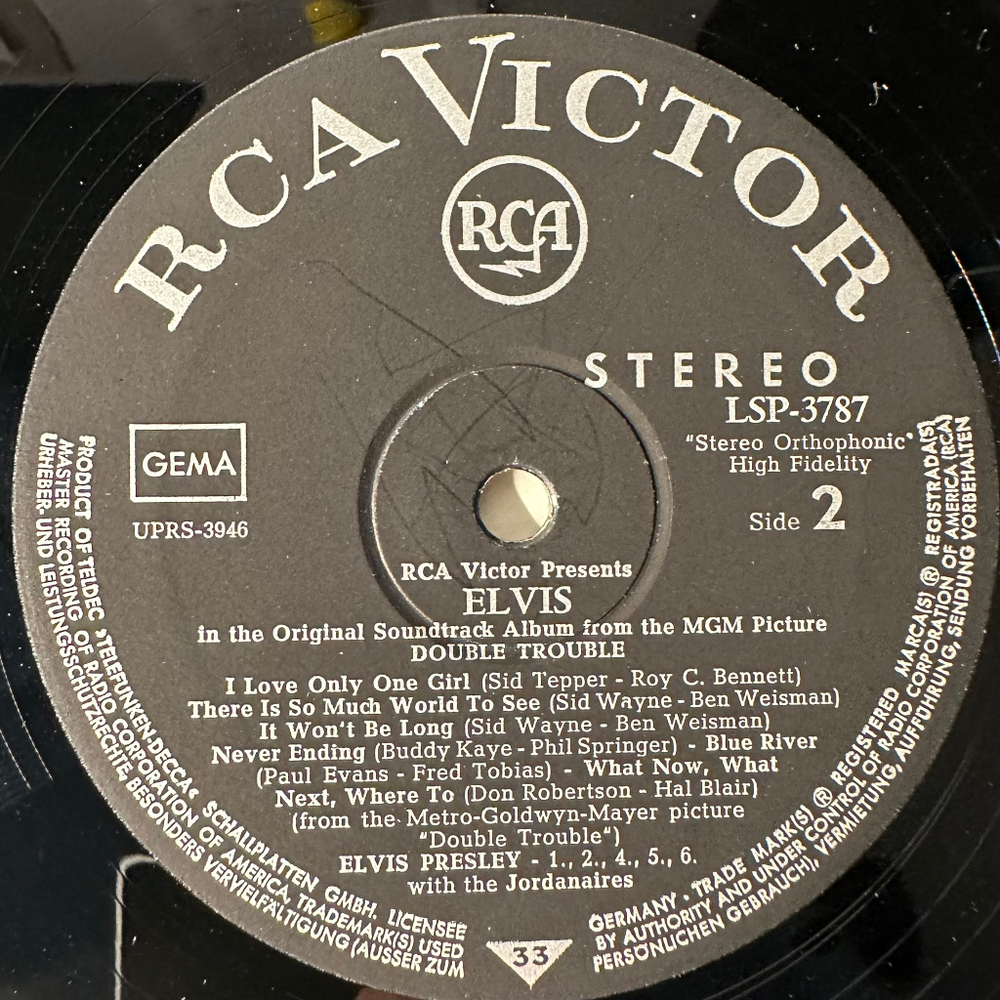 RCA VICTOR
RCA
STEREO
LSP-3787
"Stereo Orthophonic"
High Fidelity
Side 2
GEMA
UPRS-3946
RCA Victor Presents
ELVIS
in the Original Soundtrack Album from the MGM Picture
DOUBLE TROUBLE
I Love Only One Girl (Sid Tepper - Roy C. Bennett)
There Is So Much World To See (Sid Wayne - Ben Weisman)
It Won't Be Long (Sid Wayne - Ben Weisman)
Never Ending (Buddy Kaye - Phil Springer) - Blue River
(Paul Evans - Fred Tobias) - What Now, What
Next, Where To (Don Robertson - Hal Blair)
(from the Metro-Goldwyn-Mayer picture
"Double Trouble")
ELVIS PRESLEY - 1., 2., 4., 5., 6.
with the Jordanaires
PRODUCT OF TELDEC »TELEFUNKEN-DECCA« SCHALLPLATTEN GMBH. LICENSEE
MASTER RECORDING OF RADIO CORPORATION OF AMERICA, TRADEMARK(S) USED
URHEBER- UND LEISTUNGSSCHUTZRECHTE, BESONDERS VERVIELFÄLTIGUNG (AUSSER ZUM
GERMANY · TRADE MARK(S) ® REGISTERED MARCA(S) ® REGISTRADA(S)
BY AUTHORITY AND UNDER CONTROL OF RADIO CORPORATION OF AMERICA (RCA)
PERSÖNLICHEN GEBRAUCH), VERMIETUNG, AUFFÜHRUNG, SENDUNG VORBEHALTEN
33